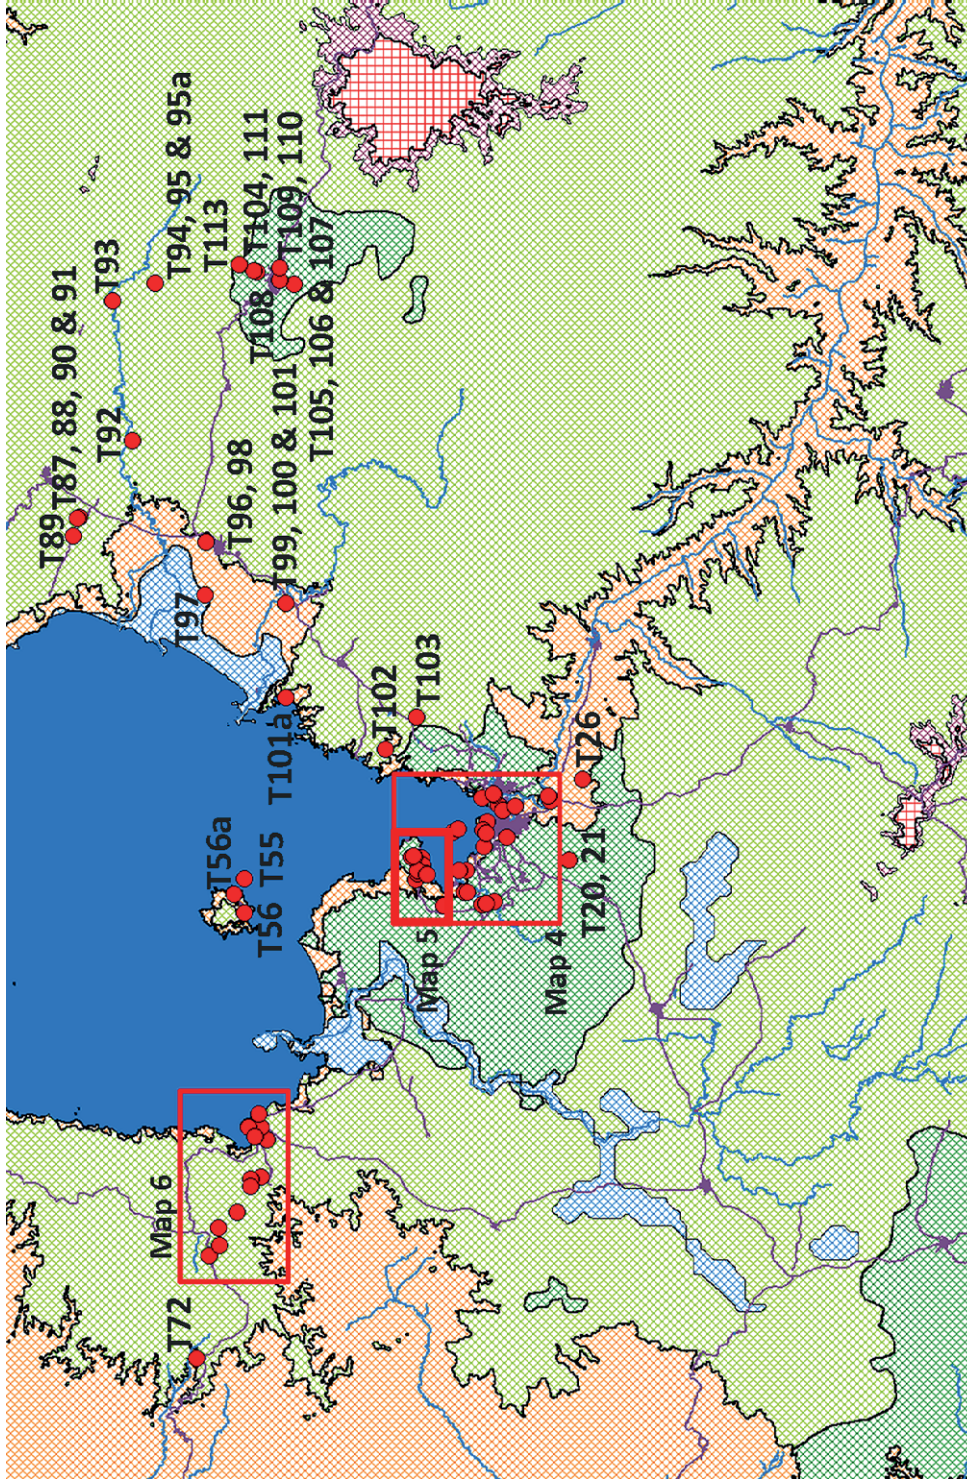 T89
T87, 88, 90 & 91
T93
T92
T94, 95 & 95a
T113
T104, 111
T108
T109, 110
T105, 106 & 107
T96, 98
T97
T99, 100 & 101
T101a
T102
T103
T56a
T56
T55
T26
T20, 21
Map 5
Map 4
Map 6
T72